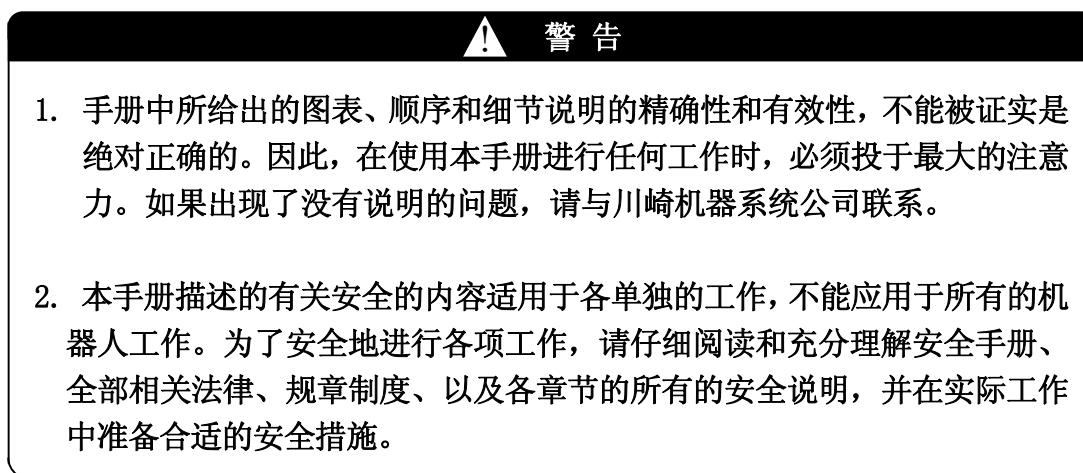 警告
1. 手册中所给出的图表、顺序和细节说明的精确性和有效性，不能被证实是
绝对正确的。因此，在使用本手册进行任何工作时，必须投于最大的注意
力。如果出现了没有说明的问题，请与川崎机器系统公司联系。
2. 本手册描述的有关安全的内容适用于各单独的工作，不能应用于所有的机
器人工作。为了安全地进行各项工作，请仔细阅读和充分理解安全手册、
全部相关法律、规章制度、以及各章节的所有的安全说明，并在实际工作
中准备合适的安全措施。